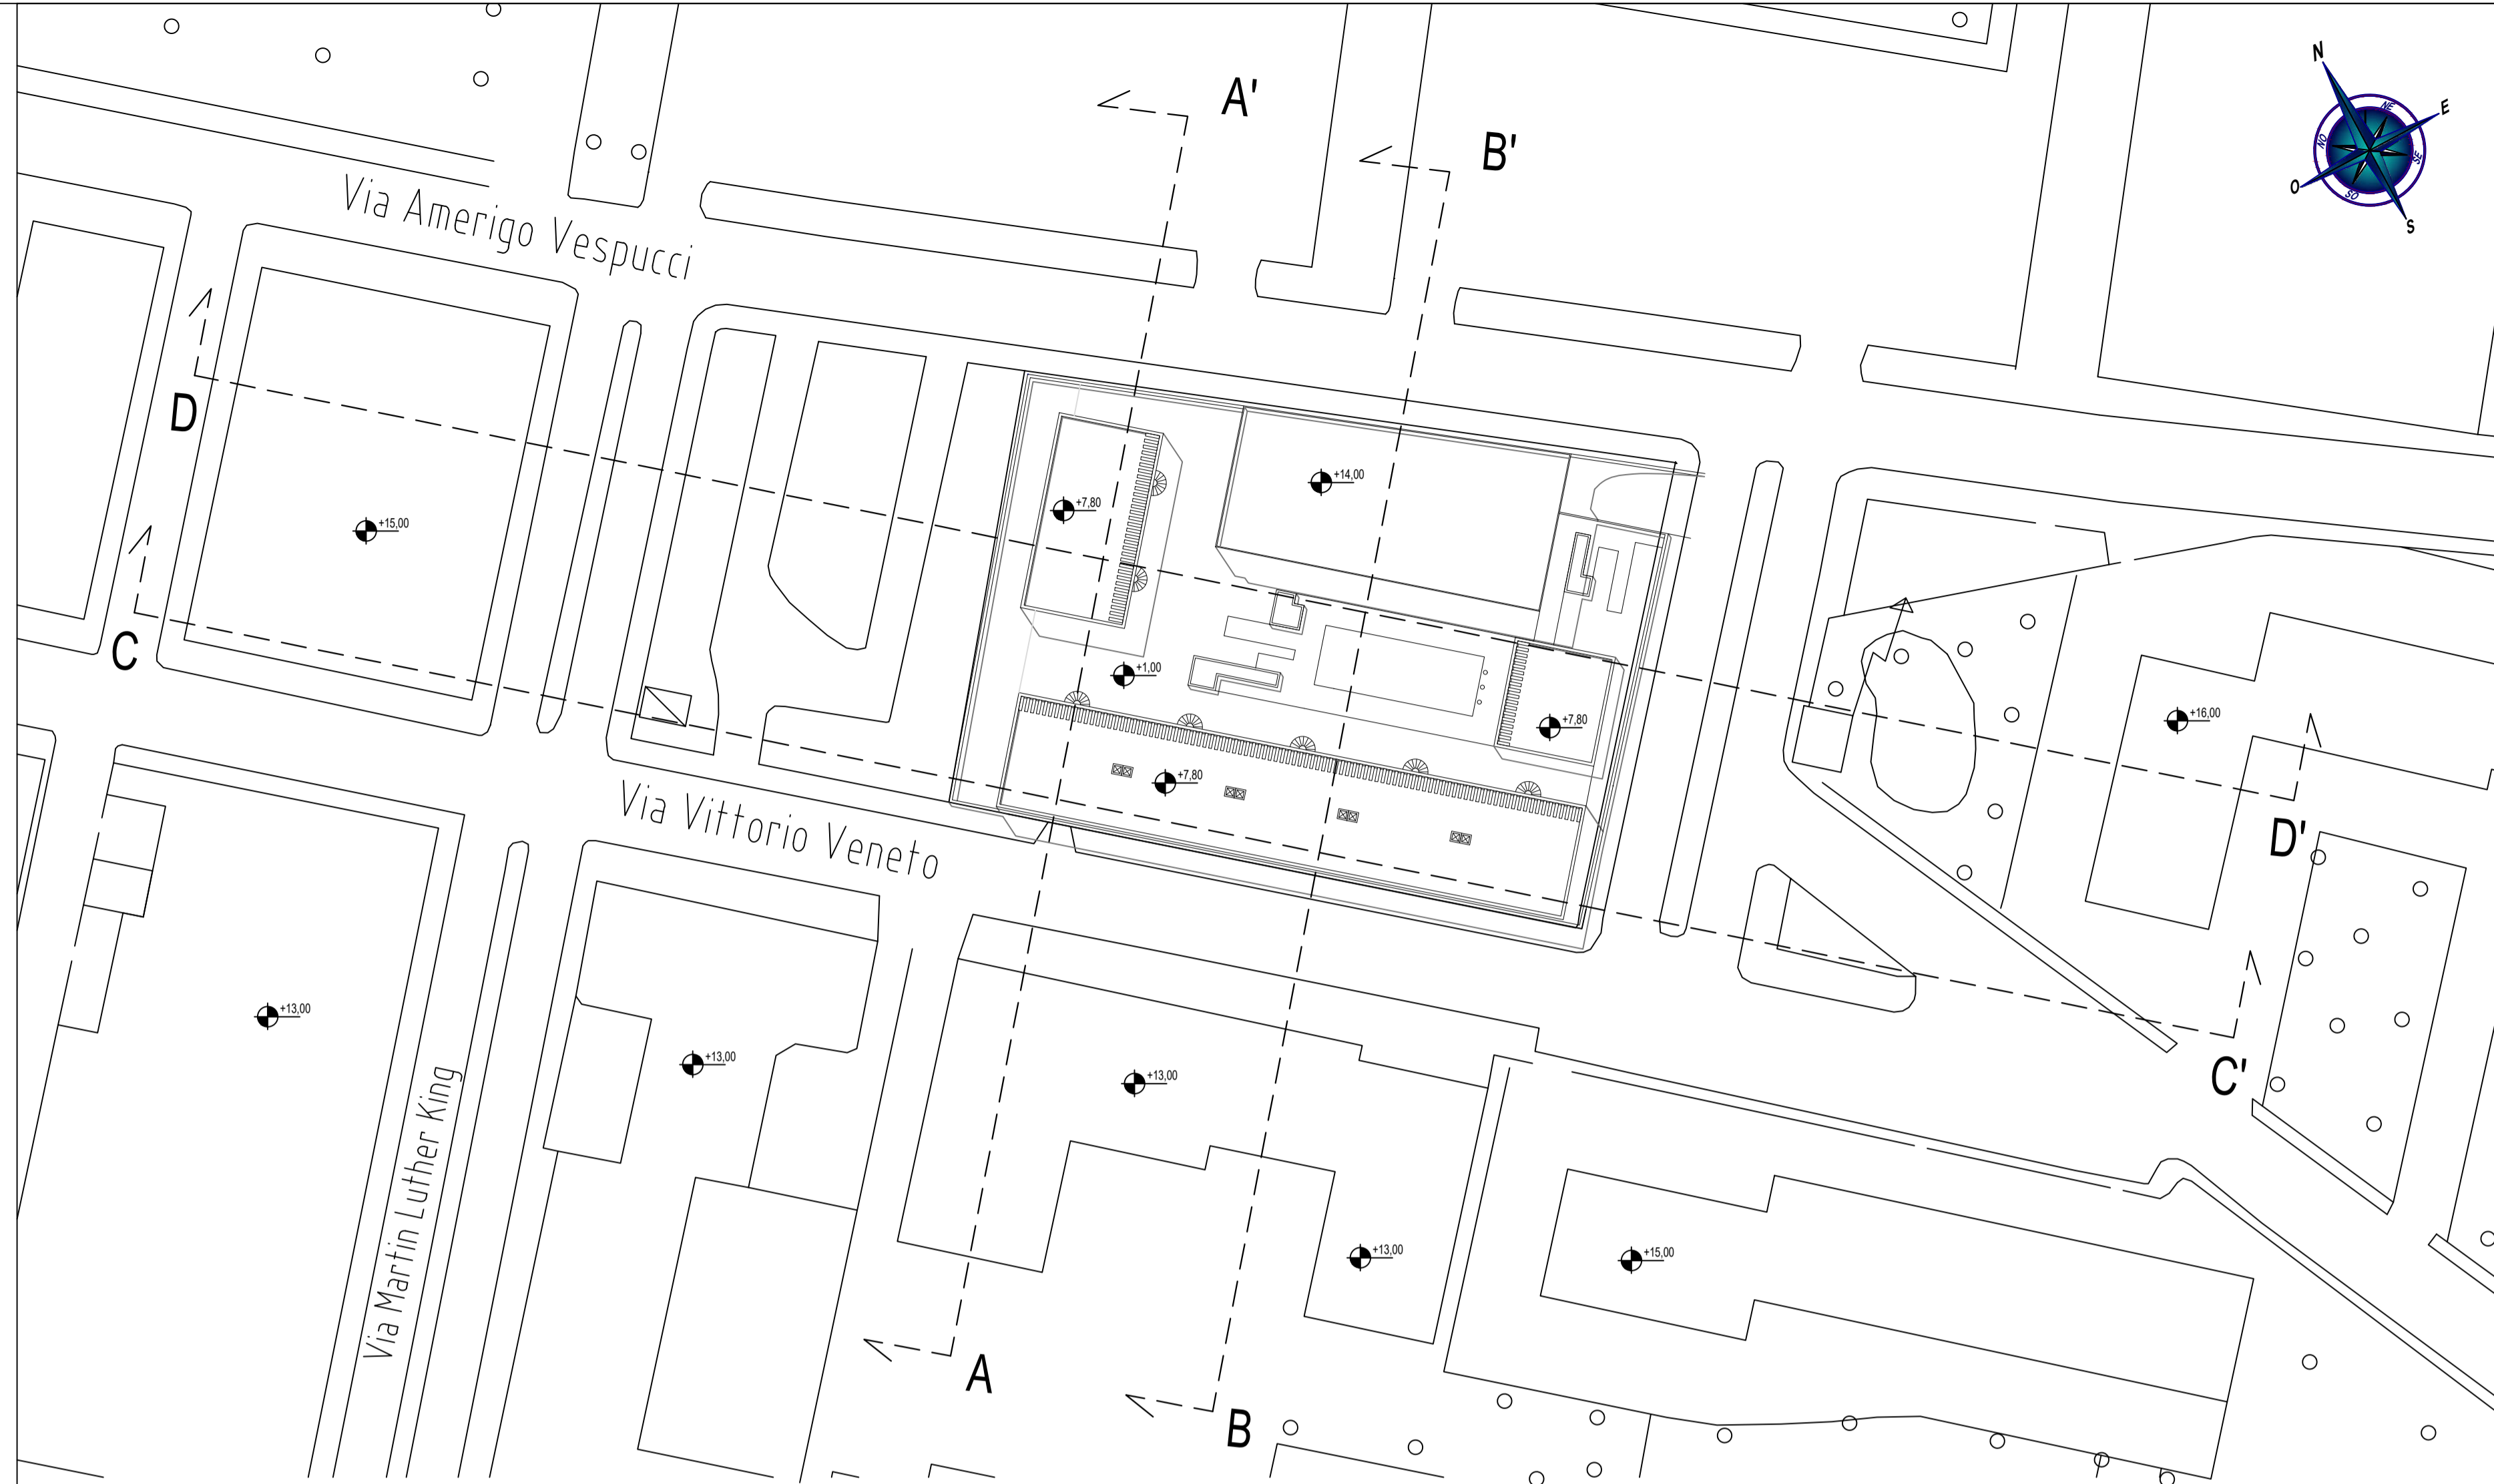 N
A'
E
NE
B'
NO
SE
O
SO
Via Amerigo Vespucci
S
D
+14,00
+7,80
+15,00
C
+1,00
+16,00
+7,80
+7,80
Via Vittorio Veneto
D'
+13,00
+13,00
+13,00
C'
Via Martin Luther King
+13,00
+15,00
A
B